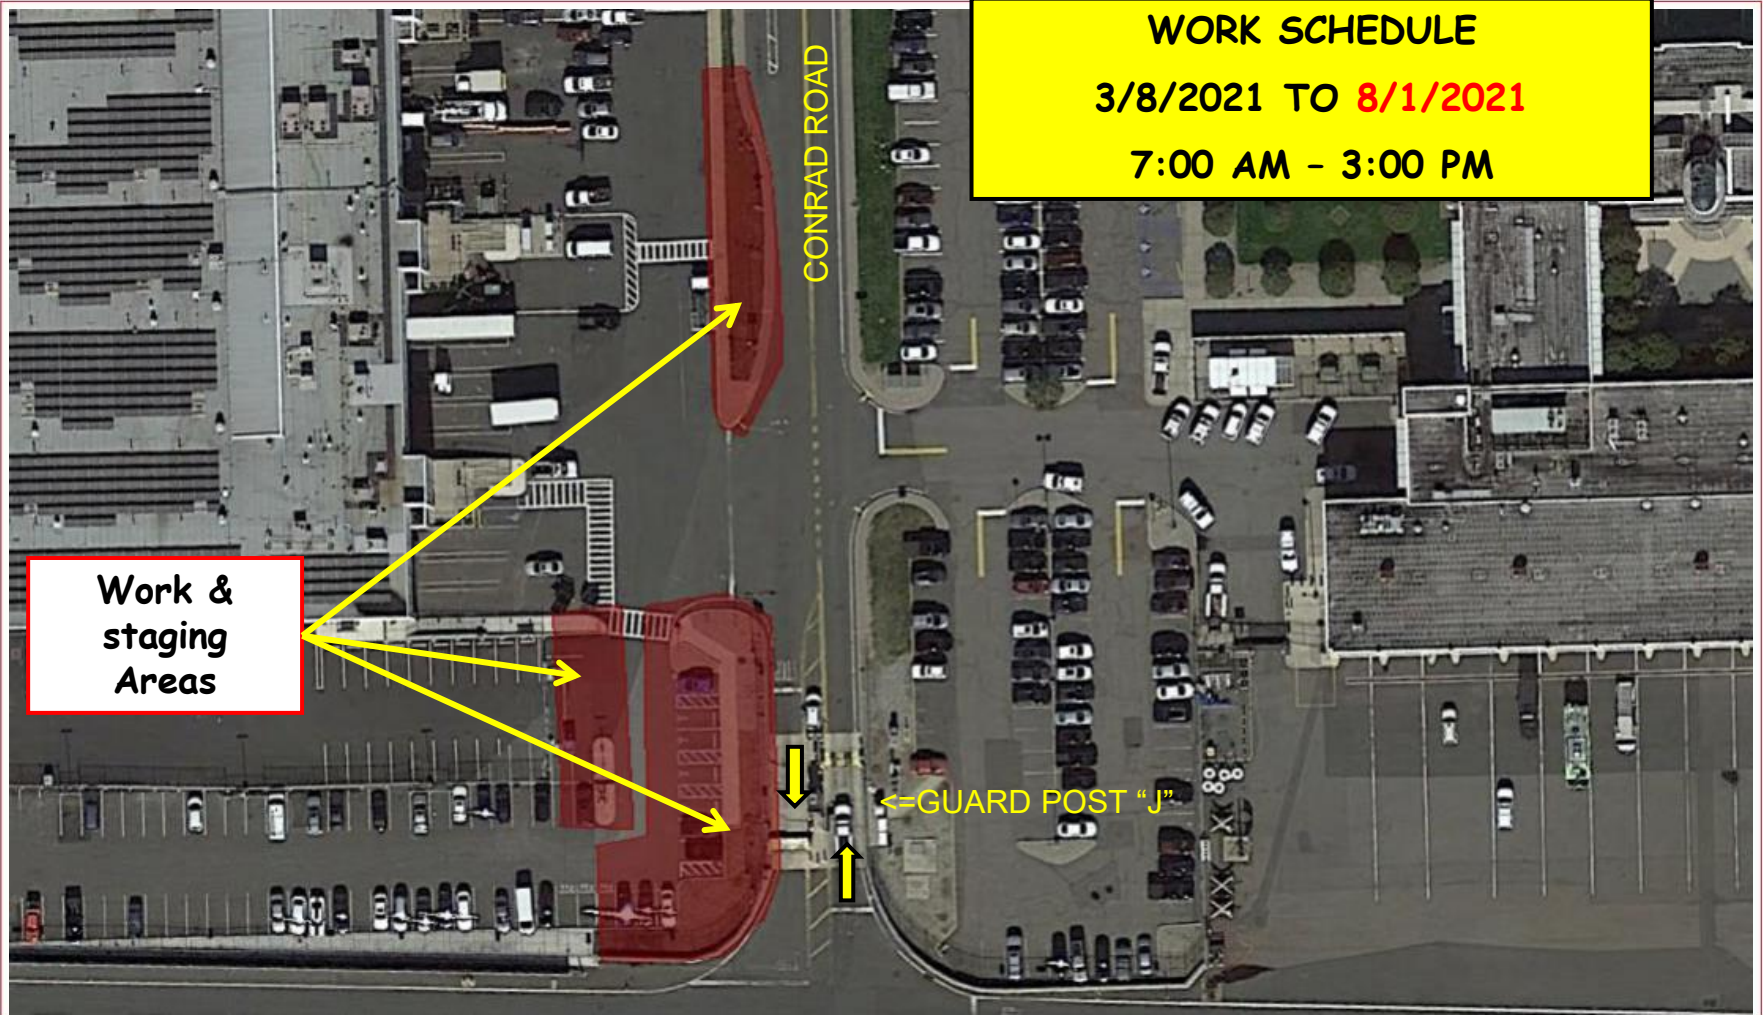 WORK SCHEDULE
3/8/2021 TO 8/1/2021
7:00 AM – 3:00 PM
CONRAD ROAD
Work &
staging
Areas
<=GUARD POST “J”